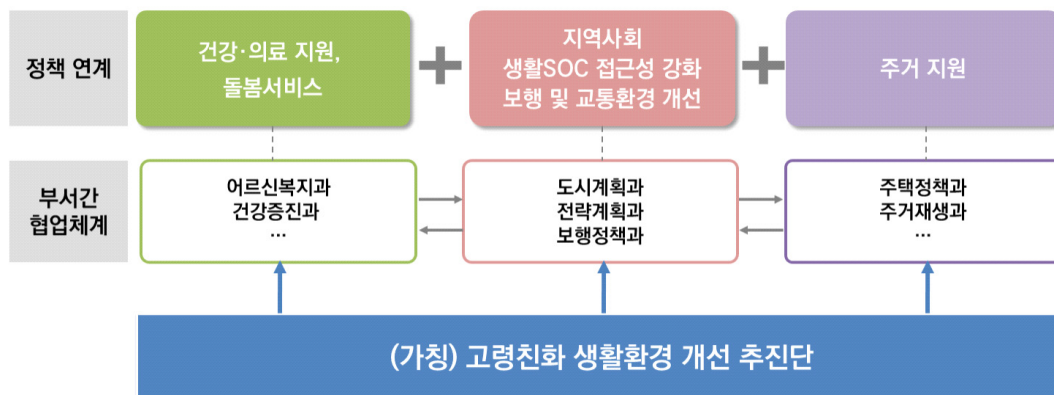 정책 연계
건강·의료 지원,
돌봄서비스
지역사회
생활SOC 접근성 강화
보행 및 교통환경 개선
주거 지원
부서간
협업체계
어르신복지과
건강증진과
…
도시계획과
전략계획과
보행정책과
주택정책과
주거재생과
…
(가칭) 고령친화 생활환경 개선 추진단